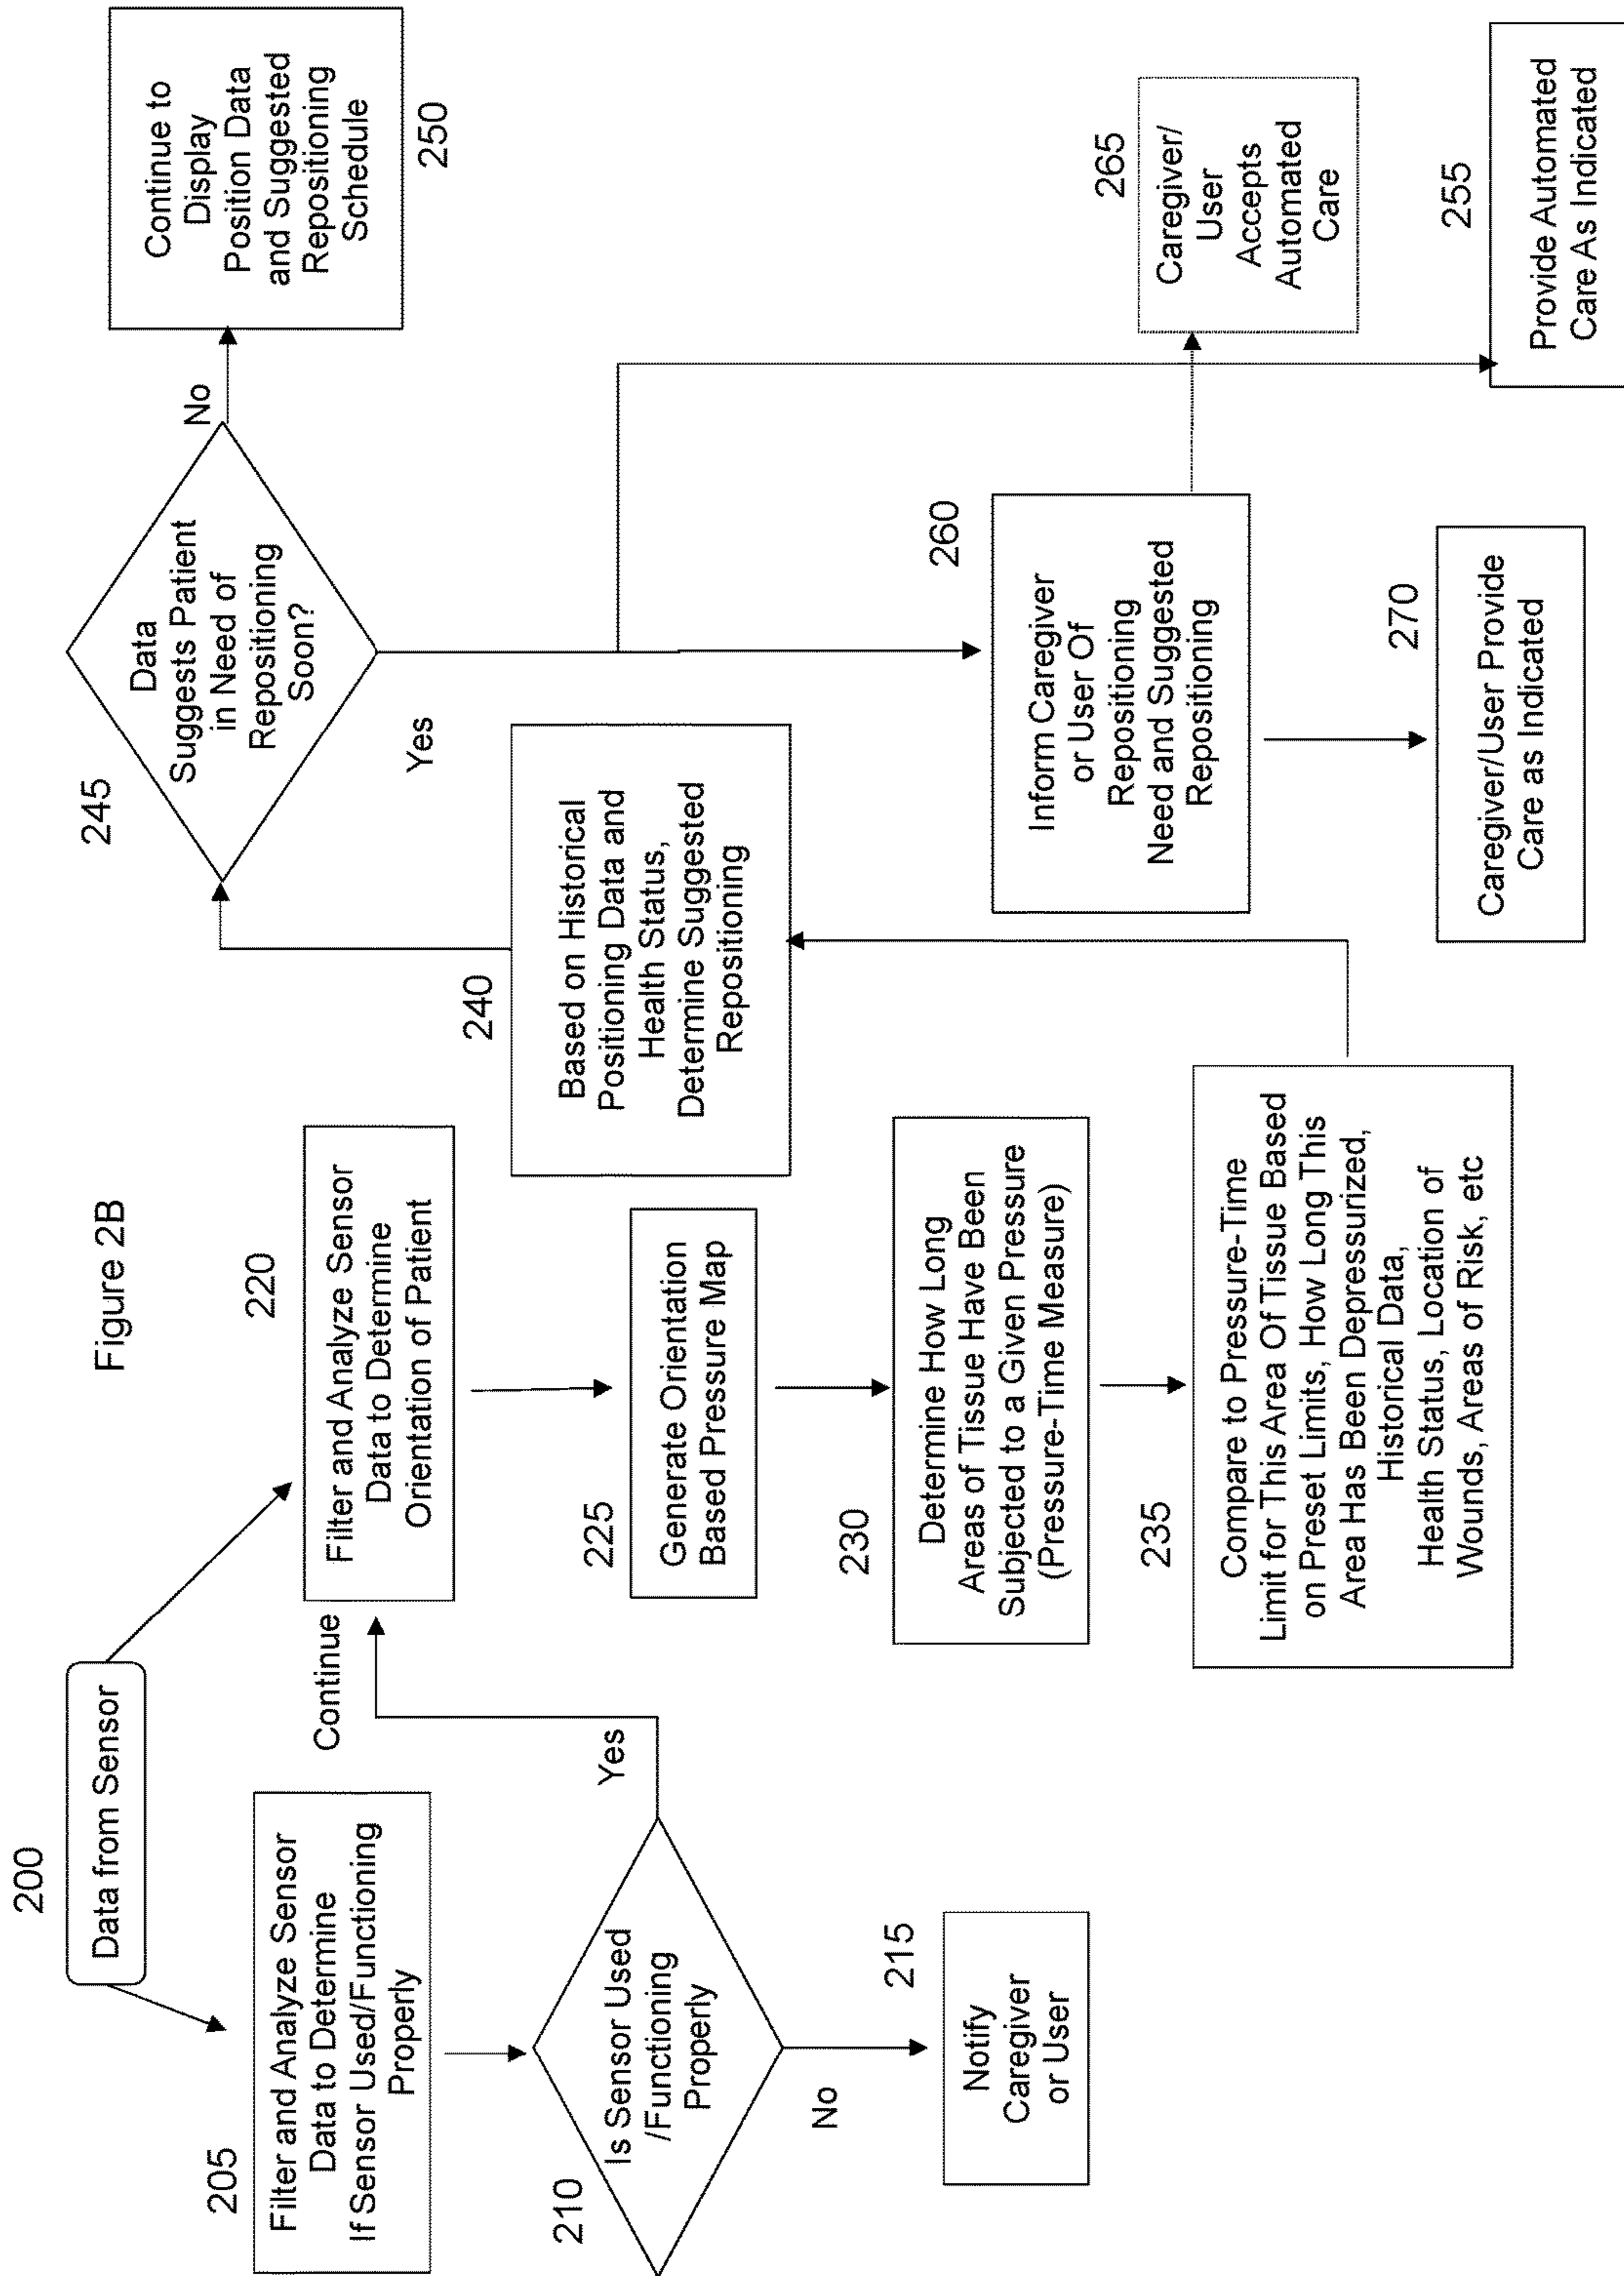 Figure 2B
200
Data from Sensor
205
Filter and Analyze Sensor
Data to Determine
If Sensor Used/Functioning
Properly
210
Is Sensor Used
/Functioning
Properly
Yes
Continue
No
215
Notify
Caregiver
or User
220
Filter and Analyze Sensor
Data to Determine
Orientation of Patient
225
Generate Orientation
Based Pressure Map
230
Determine How Long
Areas of Tissue Have Been
Subjected to a Given Pressure
(Pressure-Time Measure)
235
Compare to Pressure-Time
Limit for This Area Of Tissue Based
on Preset Limits, How Long This
Area Has Been Depressurized,
Historical Data,
Health Status, Location of
Wounds, Areas of Risk, etc
240
Based on Historical
Positioning Data and
Health Status,
Determine Suggested
Repositioning
245
Data
Suggests Patient
in Need of
Repositioning
Soon?
No
Yes
Continue to
Display
Position Data
and Suggested
Repositioning
Schedule
250
260
Inform Caregiver
or User Of
Repositioning
Need and Suggested
Repositioning
265
Caregiver/
User
Accepts
Automated
Care
255
Provide Automated
Care As Indicated
270
Caregiver/User Provide
Care as Indicated